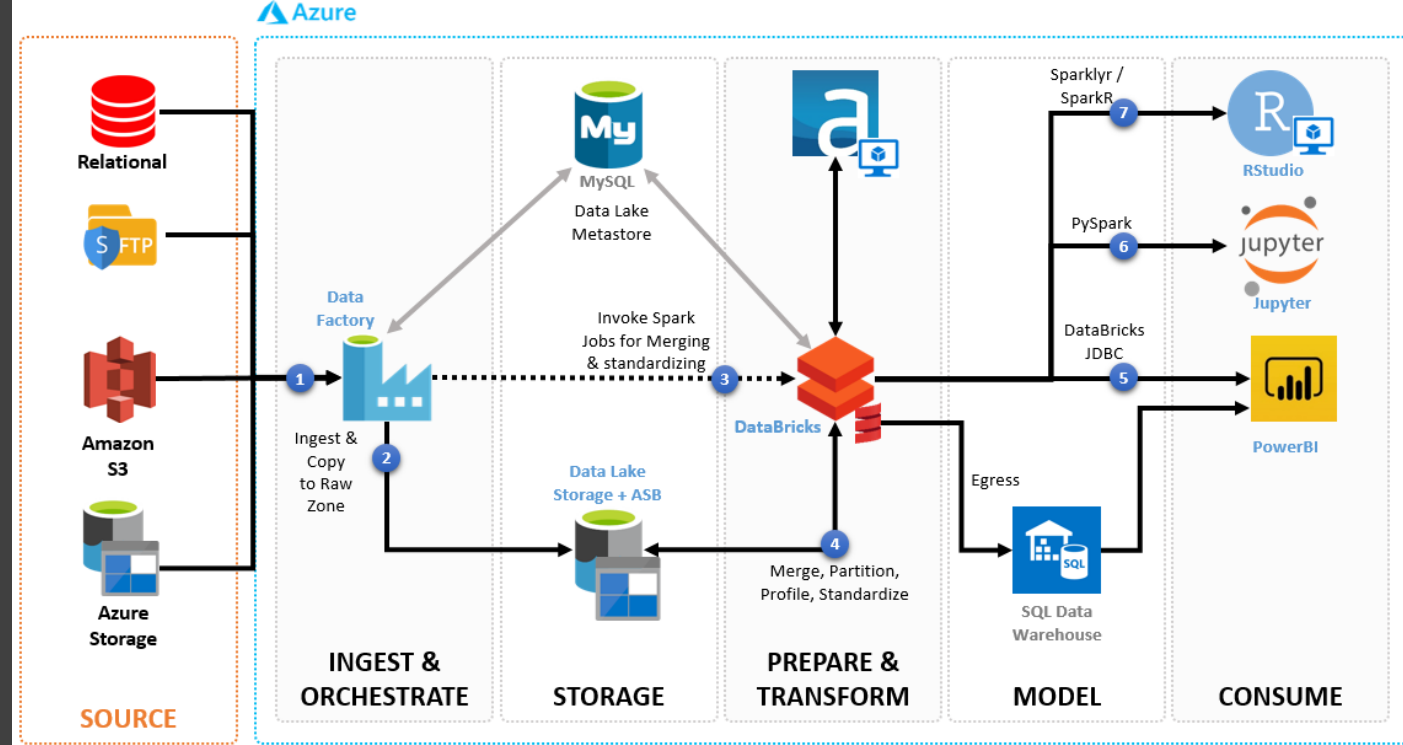 Azure
Relational
S FTP
Amazon
S3
Azure
Storage
SOURCE
Data
Factory
1
Ingest &
Copy
to Raw
Zone
2
INGEST &
ORCHESTRATE
My
MySQL
Data Lake
Metastore
Invoke Spark
Jobs for Merging
& standardizing
3
Data Lake
Storage + ASB
STORAGE
a
DataBricks
4
Merge, Partition,
Profile, Standardize
PREPARE &
TRANSFORM
Sparklyr /
SparkR
7
PySpark
6
DataBricks
JDBC
5
Egress
SQL
SQL Data
Warehouse
MODEL
R
RStudio
Jupyter
Jupyter
PowerBI
CONSUME